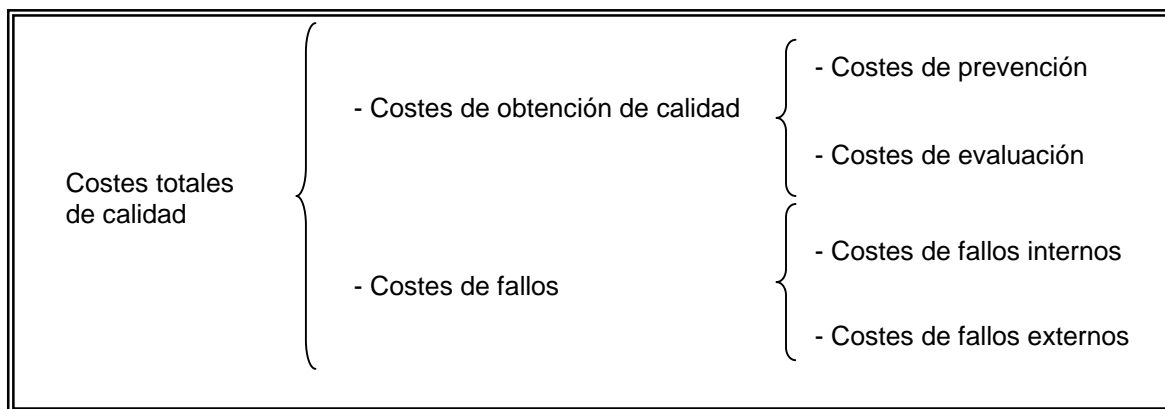 Costes totales
de calidad
- Costes de obtención de calidad
- Costes de prevención
- Costes de evaluación
- Costes de fallos
- Costes de fallos internos
- Costes de fallos externos